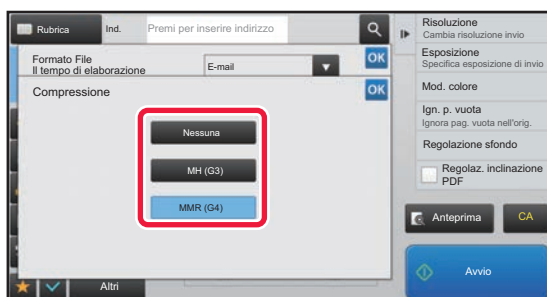 Rubrica
Ind.
Premi per inserire indirizzo
Formato File
Il tempo di elaborazione
E-mail
OK
Compressione
OK
Nessuna
MH (G3)
MMR (G4)
Altri
Risoluzione
Cambia risoluzione invio
Esposizione
Specifica esposizione di invio
Mod. colore
Ign. p. vuota
Ignora pag. vuota nell'orig.
Regolazione sfondo
Regolaz. inclinazione
PDF
Anteprima
CA
Avvio